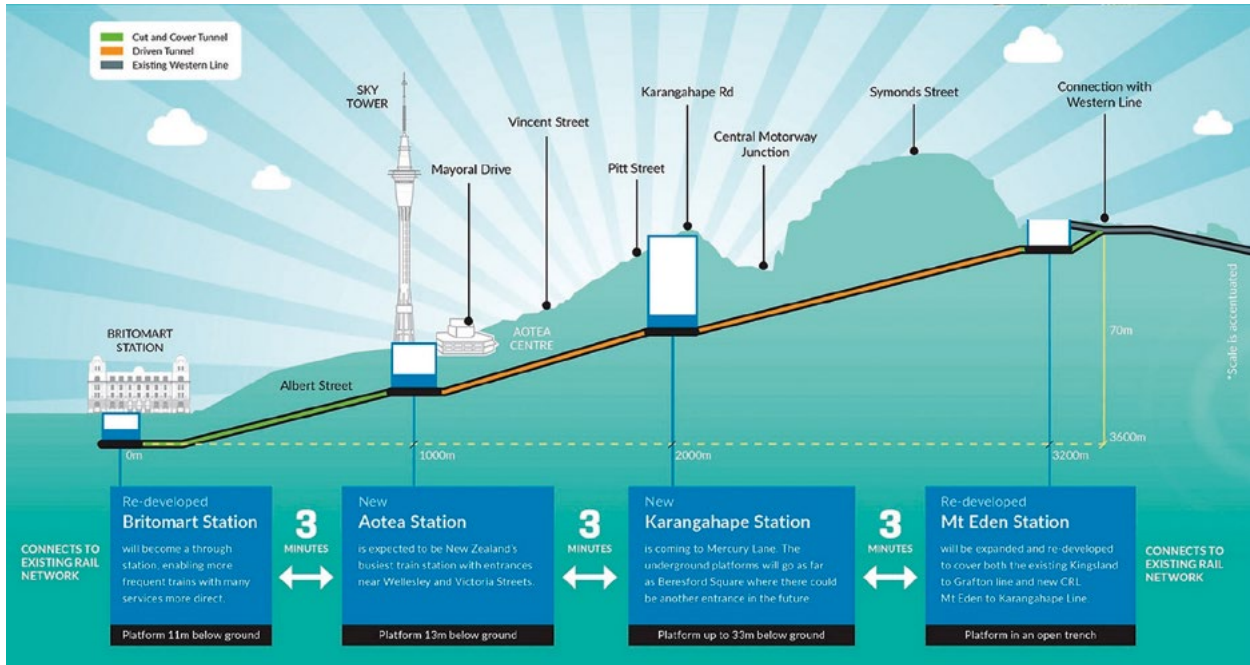 Cut and Cover Tunnel
Driven Tunnel
Existing Western Line
SKY
TOWER
Mayoral Drive
Vincent Street
Pitt Street
Karangahape Rd
Central Motorway
Junction
Symonds Street
Connection with
Western Line
BRITOMART
STATION
Albert Street
AOTEA
CENTRE
70m
*Scale is accentuated
0m
1000m
2000m
3200m
3600m
CONNECTS TO
EXISTING RAIL
NETWORK
Re-developed
Britomart Station
will become a through
station, enabling more
frequent trains with many
services more direct.
Platform 11m below ground
3
MINUTES
New
Aotea Station
is expected to be New Zealand's
busiest train station with entrances
near Wellesley and Victoria Streets.
Platform 13m below ground
3
MINUTES
New
Karangahape Station
is coming to Mercury Lane. The
underground platforms will go as far
as Beresford Square where there could
be another entrance in the future
Platform up to 33m below ground
3
MINUTES
Re-developed
Mt Eden Station
will be expanded and re-developed
to cover both the existing Kingsland
to Grafton line and new CRL
Mt Eden to Karangahape Line.
Platform in an open trench
CONNECTS TO
EXISTING RAIL
NETWORK